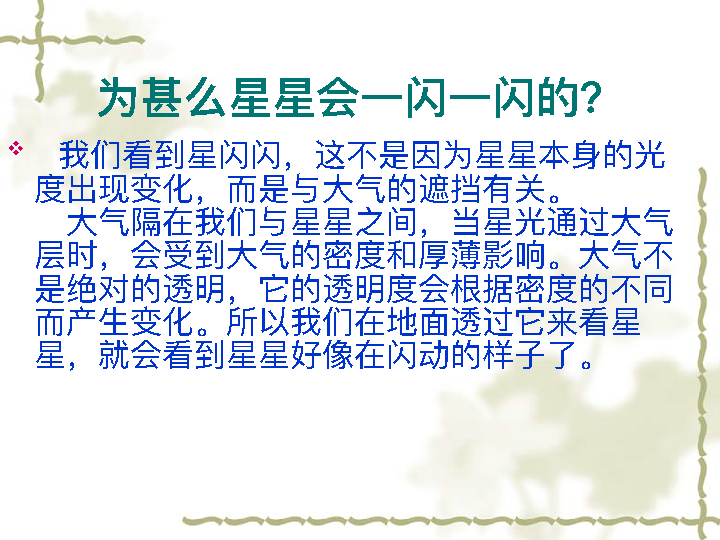 为甚么星星会一闪一闪的?
我们看到星闪闪，这不是因为星星本身的光
度出现变化，而是与大气的遮挡有关。
大气隔在我们与星星之间，当星光通过大气
层时，会受到大气的密度和厚薄影响。大气不
是绝对的透明，它的透明度会根据密度的不同
而产生变化。所以我们在地面透过它来看星
星，就会看到星星好像在闪动的样子了。